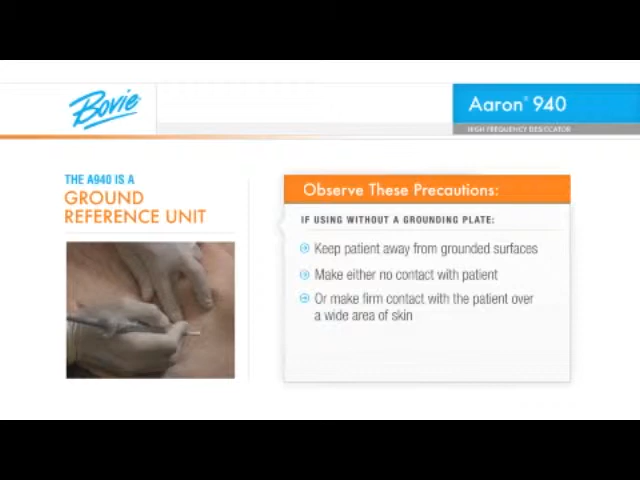 Bovie
Aaron® 940
HIGH FREQUENCY DESICCATOR
THE A940 IS A
GROUND
REFERENCE UNIT
Observe These Precautions:
IF USING WITHOUT A GROUNDING PLATE:
Keep patient away from grounded surfaces
Make either no contact with patient
Or make firm contact with the patient over
a wide area of skin